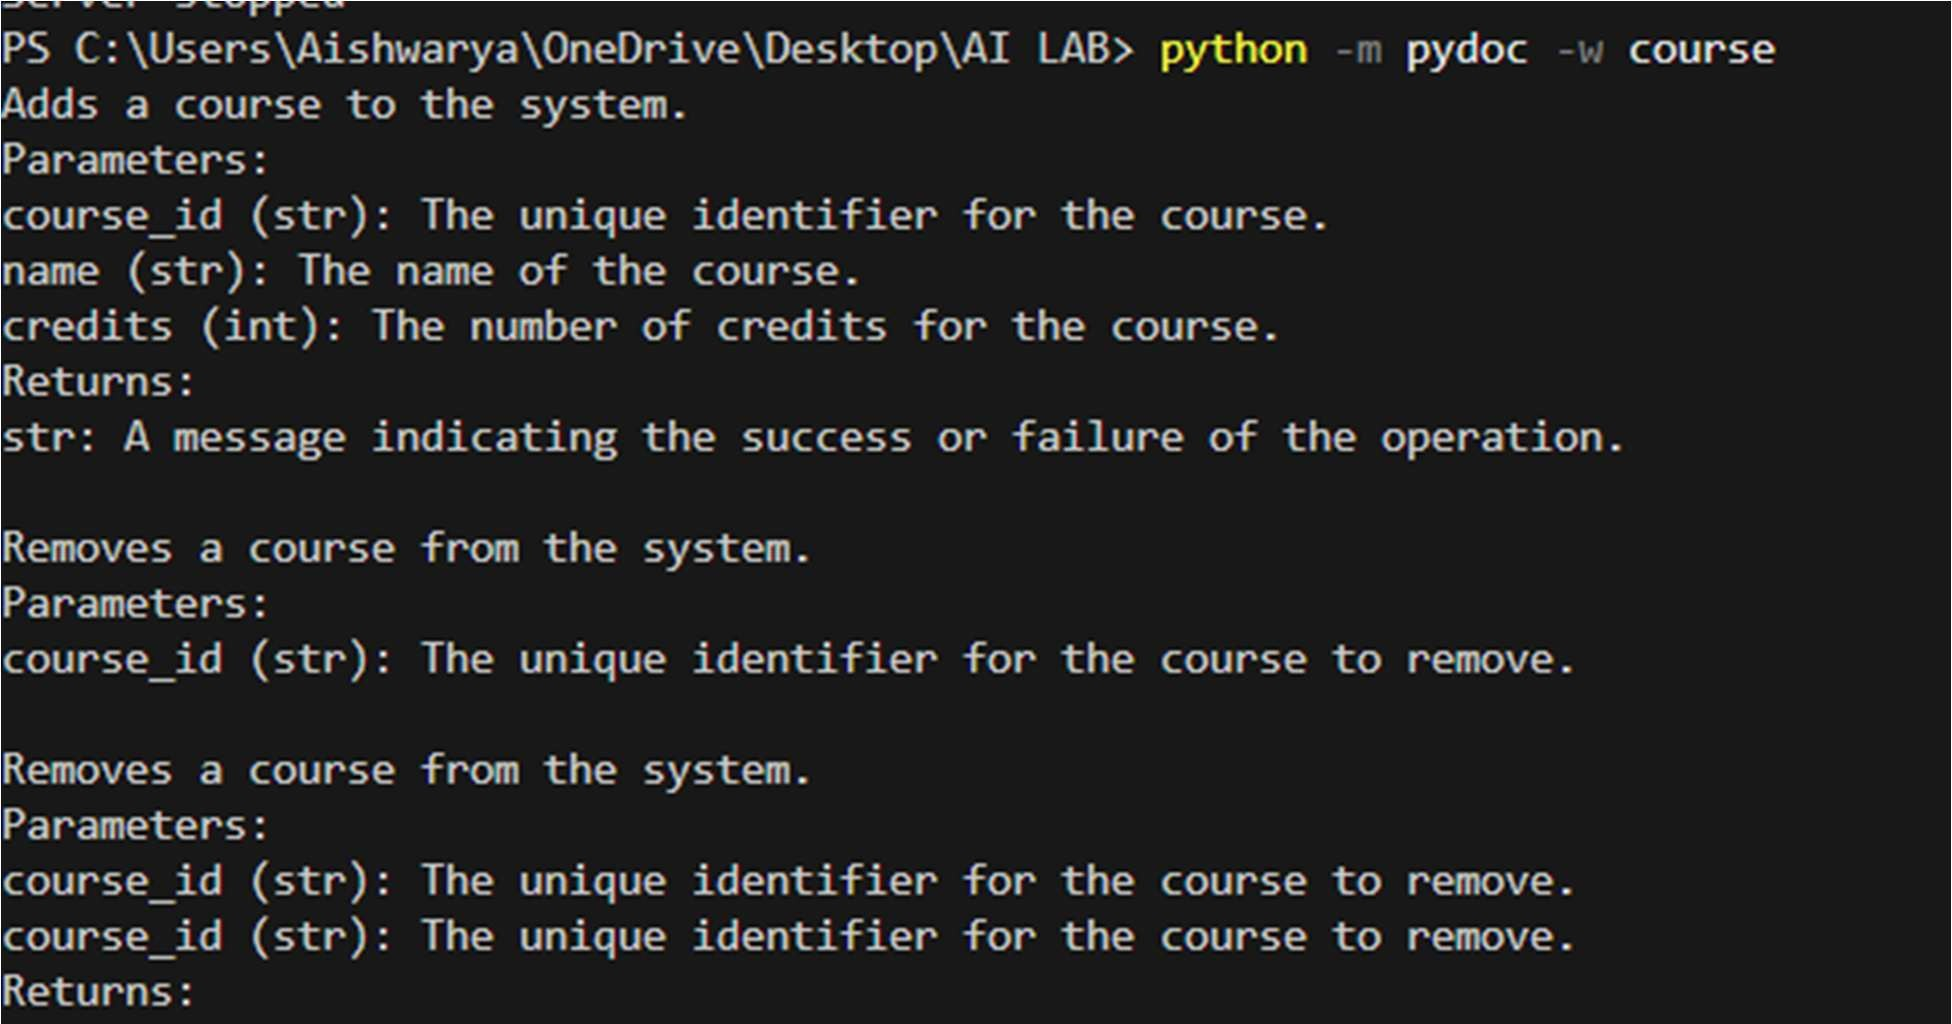 Server stopped
PS C:\Users\Aishwarya\OneDrive\Desktop\AI LAB> python -m pydoc -w course
Adds a course to the system.
Parameters:
course_id (str): The unique identifier for the course.
name (str): The name of the course.
credits (int): The number of credits for the course.
Returns:
str: A message indicating the success or failure of the operation.

Removes a course from the system.
Parameters:
course_id (str): The unique identifier for the course to remove.

Removes a course from the system.
Parameters:
course_id (str): The unique identifier for the course to remove.
course_id (str): The unique identifier for the course to remove.
Returns: